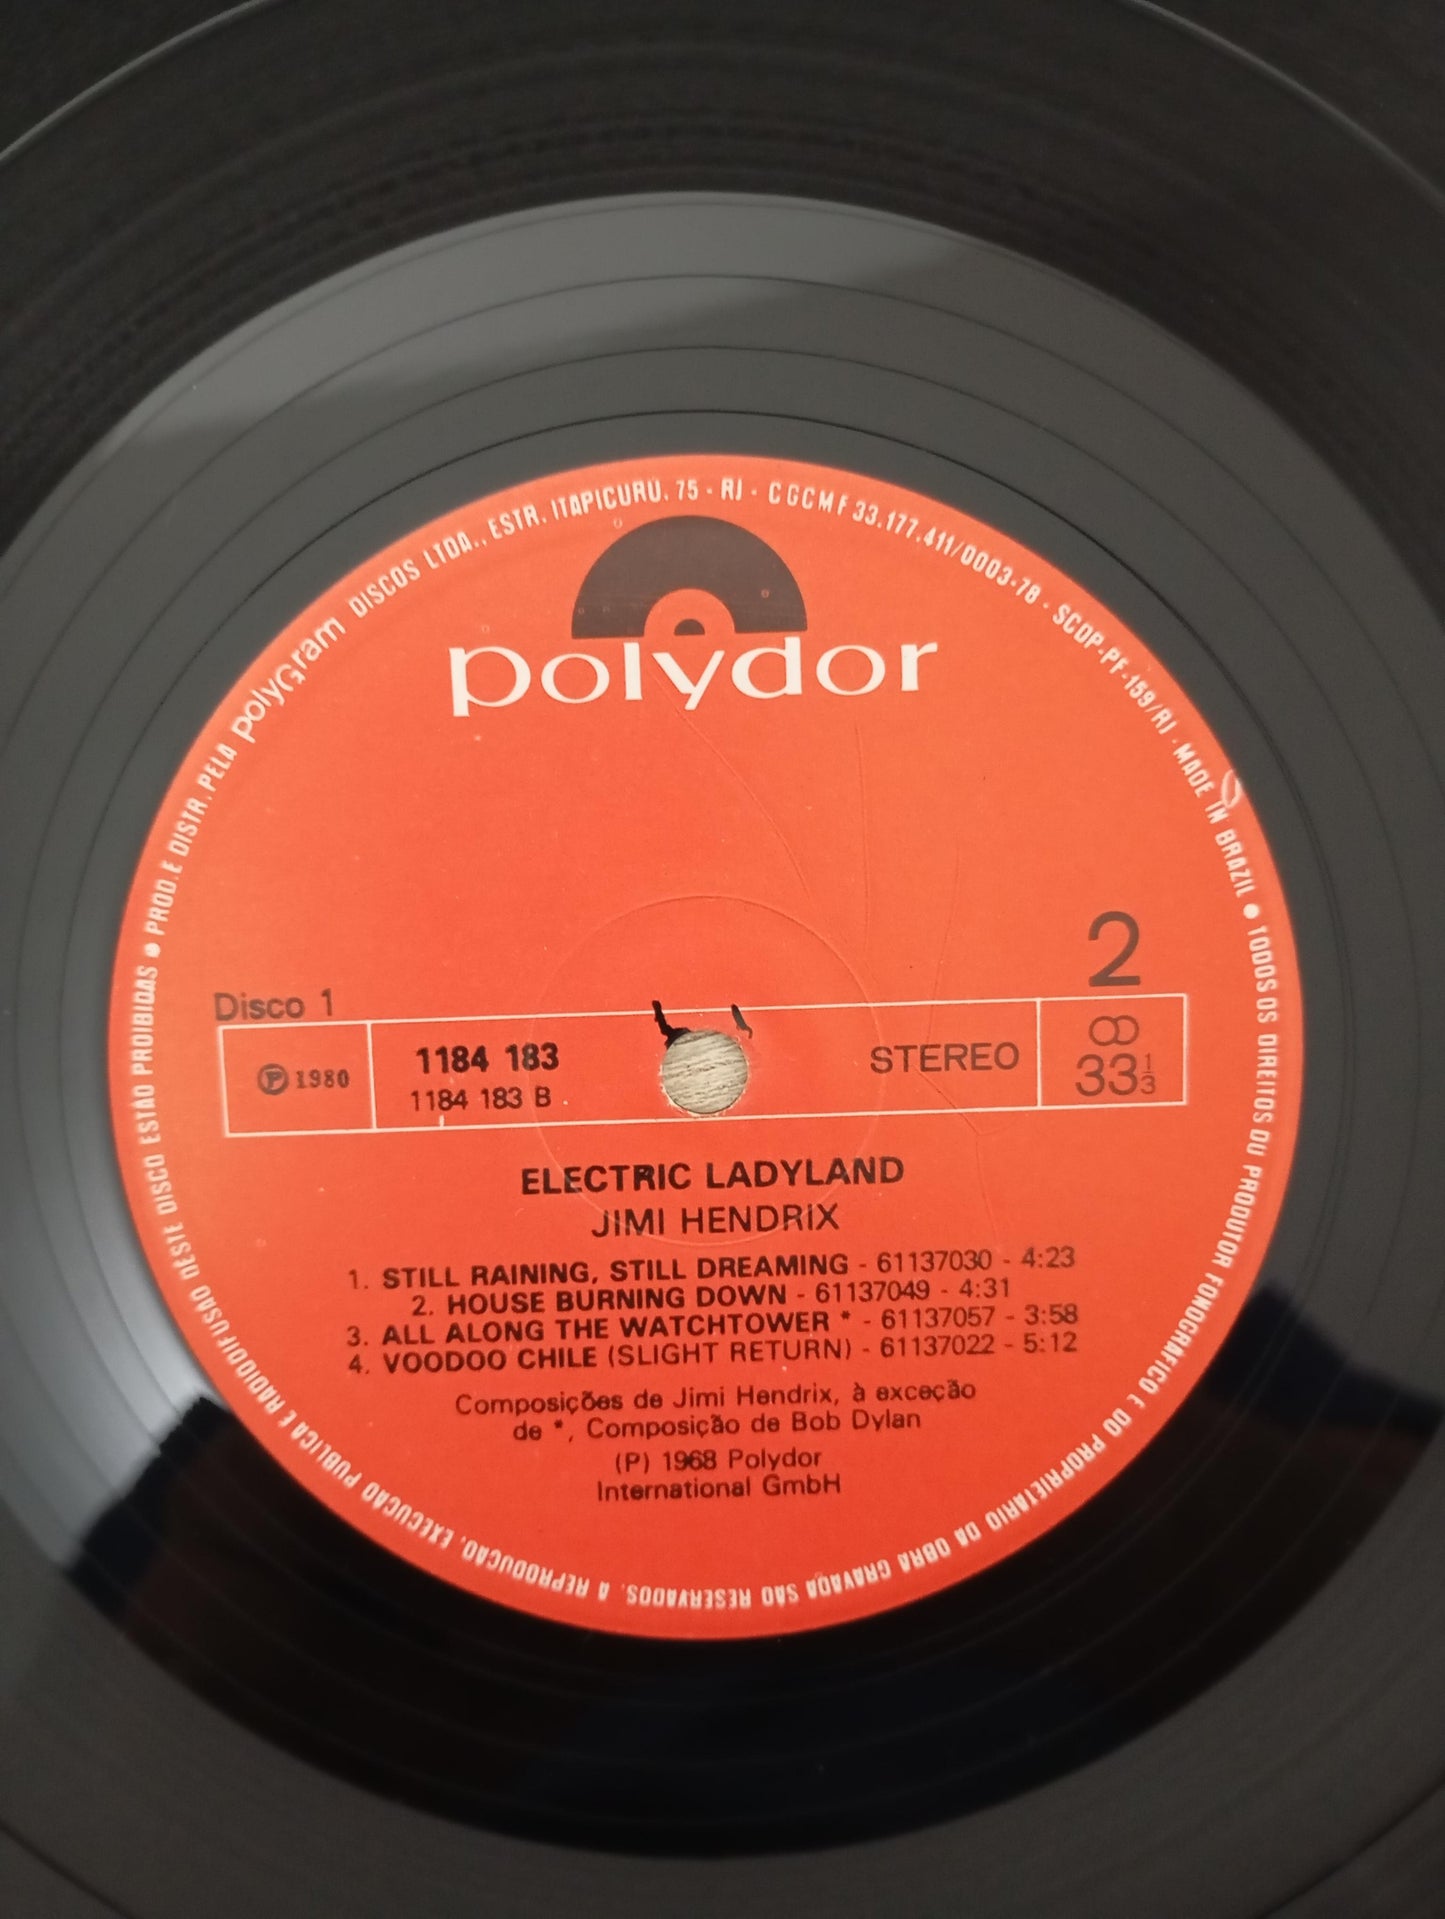 ● PROD. E DISTR. PELA polyGram DISCOS LTDA., ESTR. ITAPICURU, 75 - RJ - CGCMF 33.177.411/0003-78 - SCDP-PF-159/RJ - MADE IN BRAZIL ● TODOS OS DIREITOS DO PRODUTOR FONOGRÁFICO E DO PROPRIETÁRIO DA OBRA GRAVADA SÃO RESERVADOS. A REPRODUÇÃO, EXECUÇÃO PÚBLICA E RADIODIFUSÃO DESTE DISCO ESTÃO PROIBIDAS
polydor
2
Disco 1
Ⓟ 1980
1184 183
1184 183 B
STEREO
33 1/3
ELECTRIC LADYLAND
JIMI HENDRIX
1. STILL RAINING, STILL DREAMING - 61137030 - 4:23
2. HOUSE BURNING DOWN - 61137049 - 4:31
3. ALL ALONG THE WATCHTOWER * - 61137057 - 3:58
4. VOODOO CHILE (SLIGHT RETURN) - 61137022 - 5:12
Composições de Jimi Hendrix, à exceção
de *, Composição de Bob Dylan
(P) 1968 Polydor
International GmbH